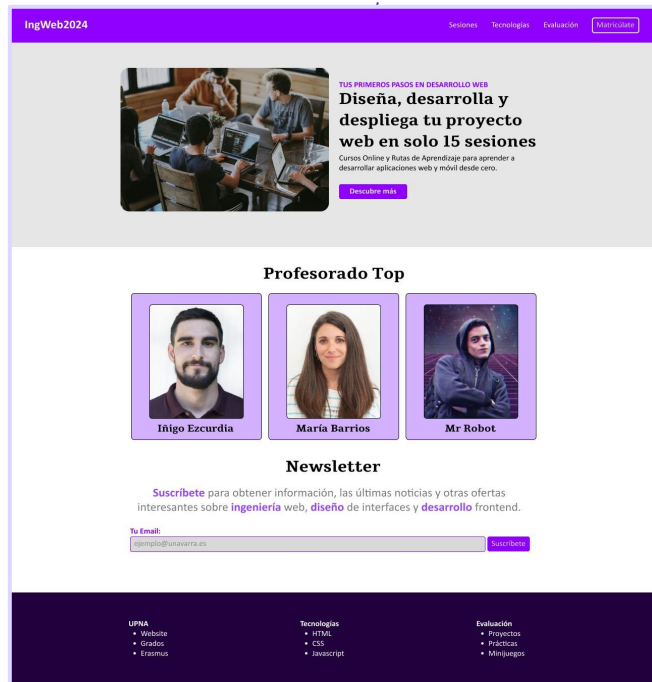 IngWeb2024
Sesiones Tecnologías Evaluación Matricúlate
TUS PRIMEROS PASOS EN DESARROLLO WEB
Diseña, desarrolla y
despliega tu proyecto
web en solo 15 sesiones
Cursos Online y Rutas de Aprendizaje para aprender a
desarrollar aplicaciones web y móvil desde cero.
Descubre más
Profesorado Top
Iñigo Ezcurdia
María Barrios
Mr Robot
Newsletter
Suscríbete para obtener información, las últimas noticias y otras ofertas
interesantes sobre ingeniería web, diseño de interfaces y desarrollo frontend.
Tu Email:
ejemplo@unavarra.es
Suscríbete
UPNA
• Website
• Grados
• Erasmus
Tecnologías
• HTML
• CSS
• Javascript
Evaluación
• Proyectos
• Prácticas
• Minijuegos